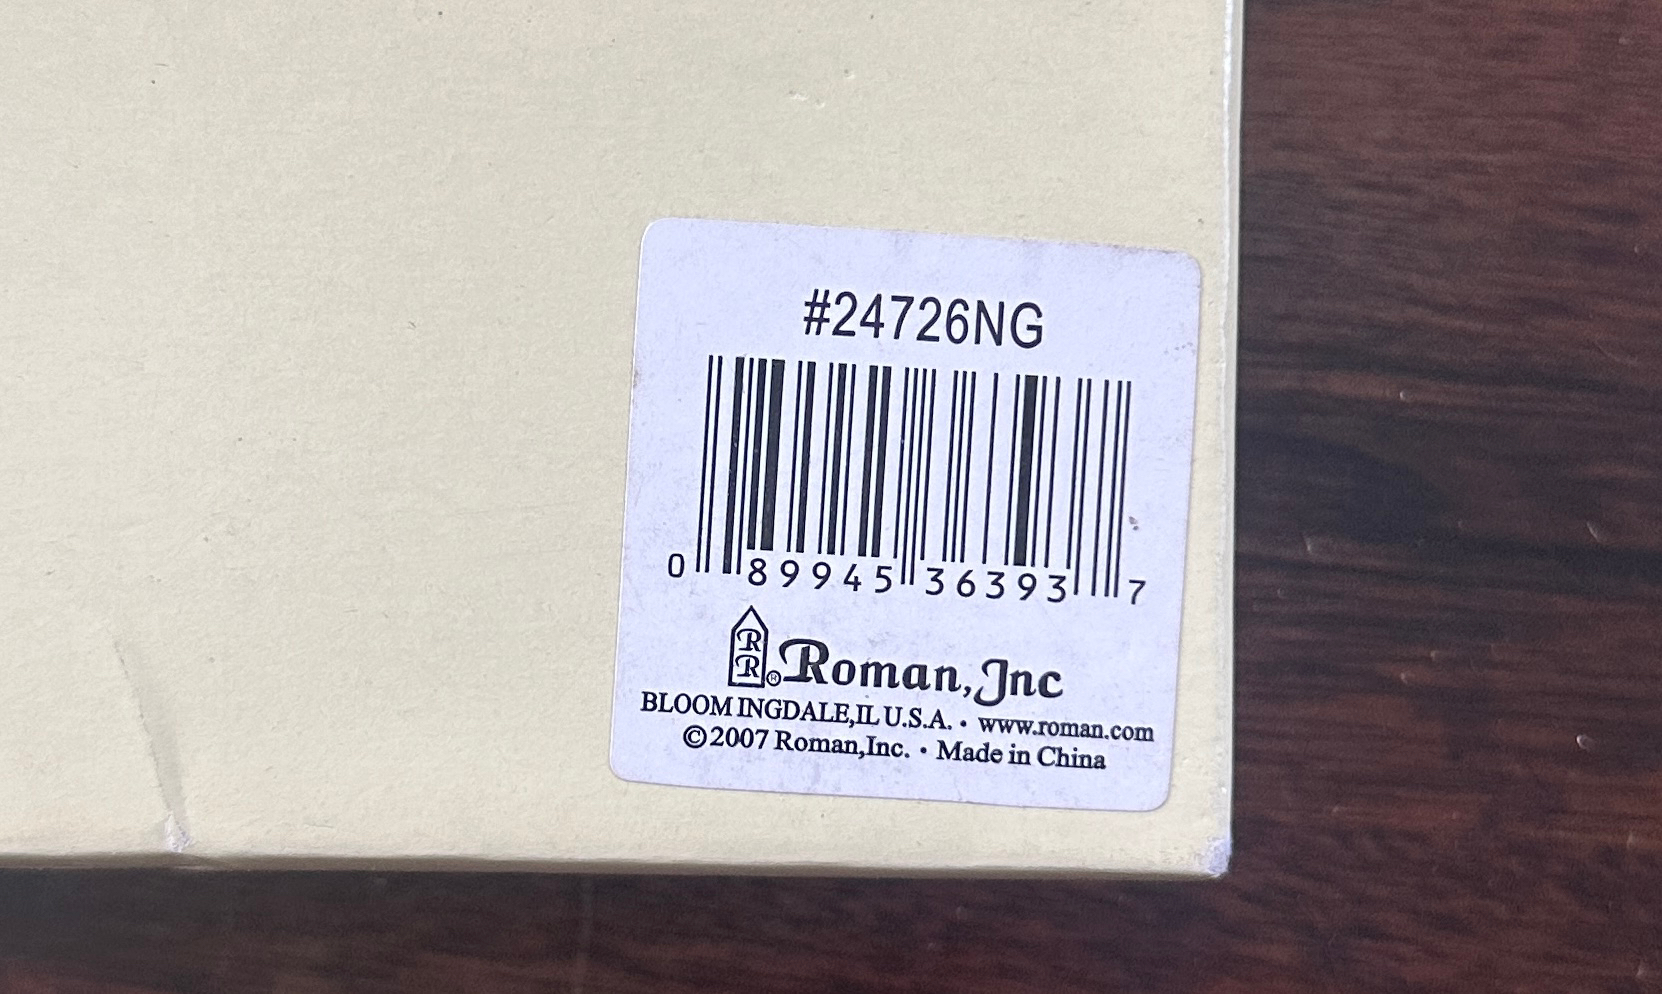 #24726NG
0 89945 36393 7
R
R
® Roman, Inc
BLOOM INGDALE,IL U.S.A. • www.roman.com
©2007 Roman,Inc. • Made in China